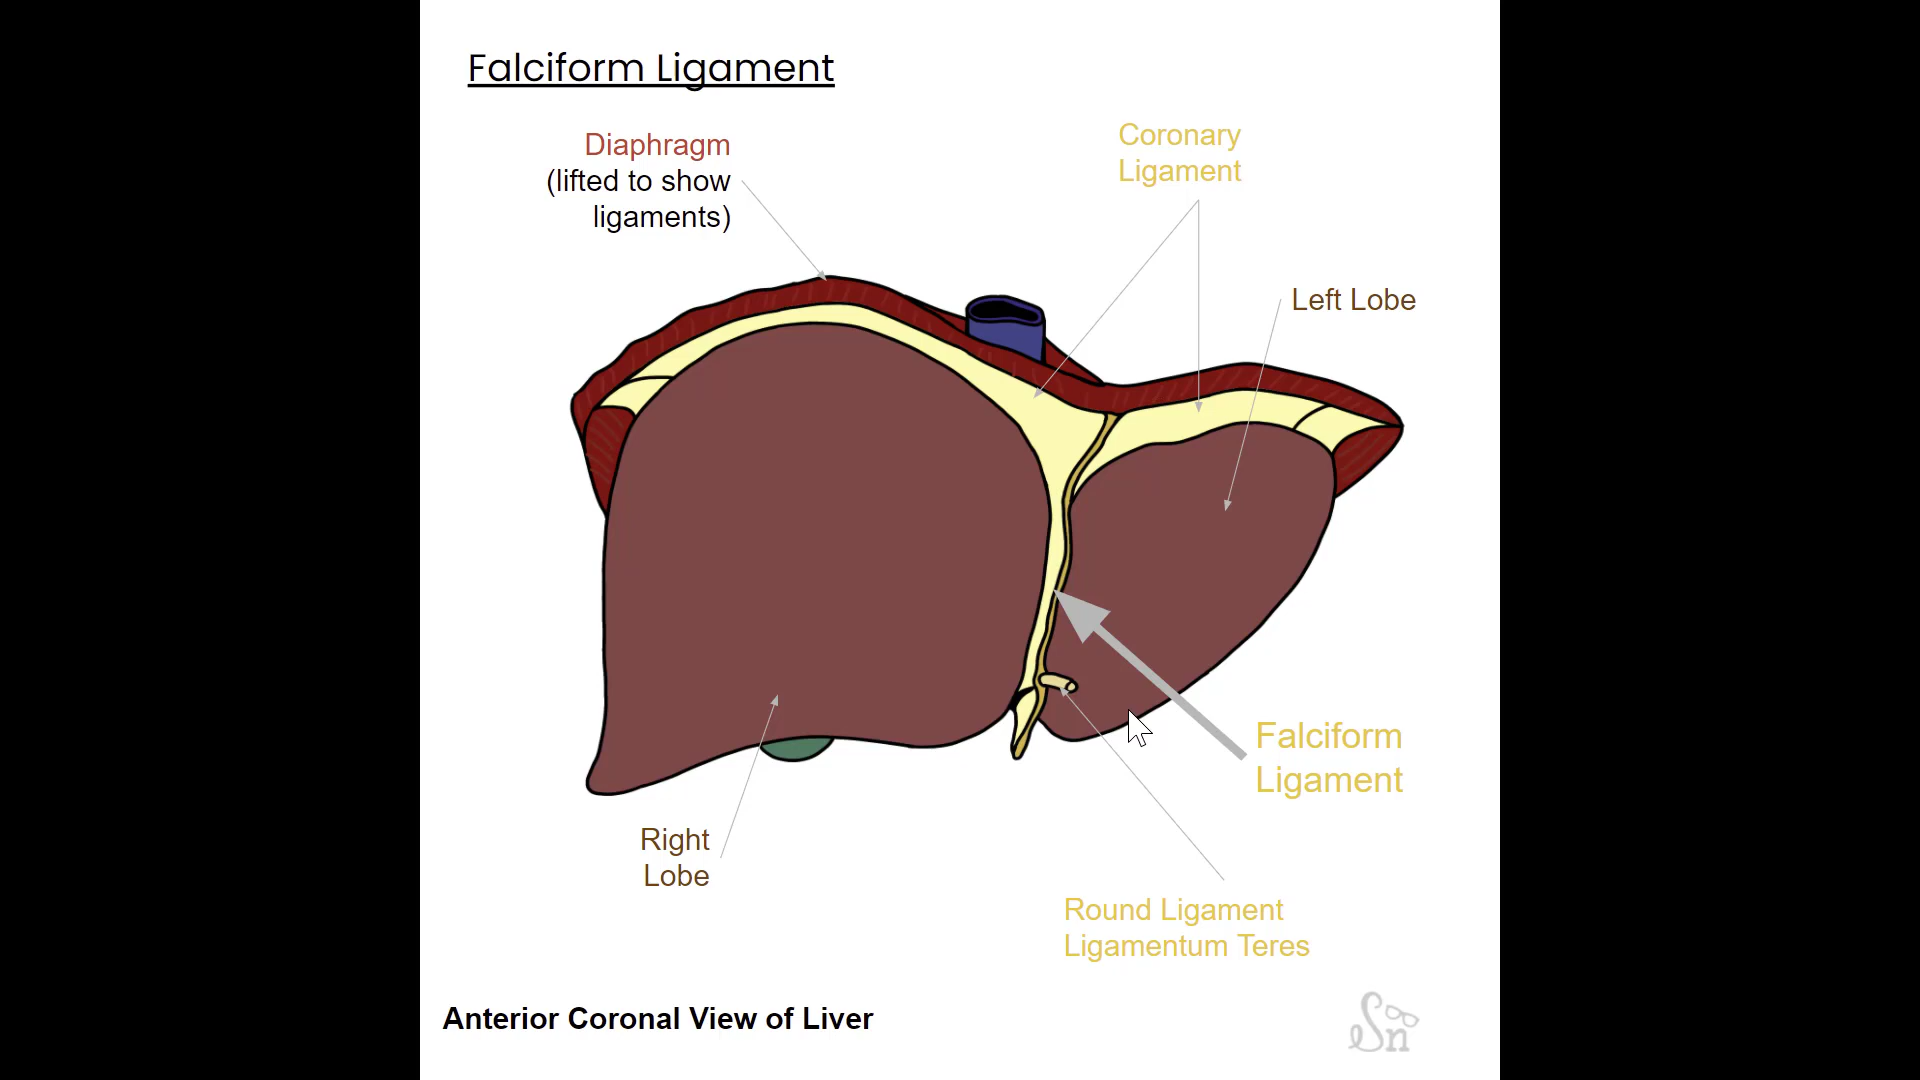 Falciform Ligament
Diaphragm
(lifted to show
ligaments)
Coronary
Ligament
Left Lobe
Falciform
Ligament
Right
Lobe
Round Ligament
Ligamentum Teres
Anterior Coronal View of Liver
Sn